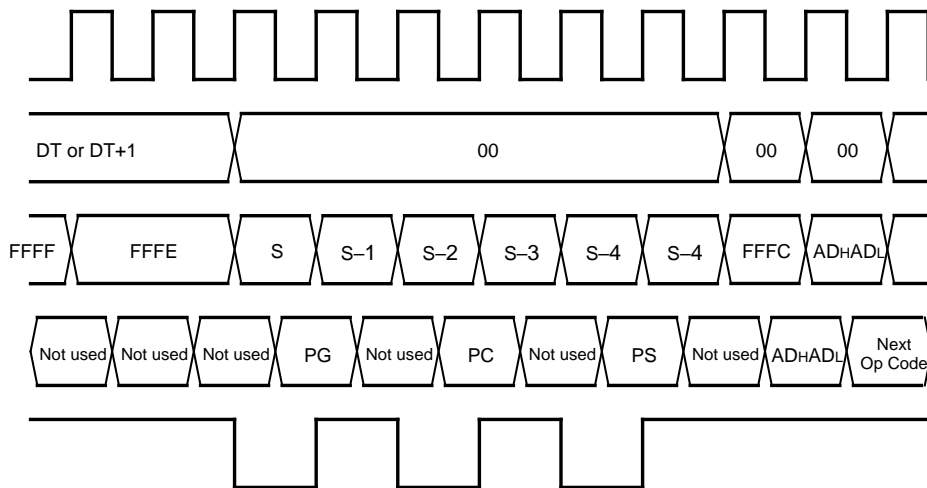 DT or DT+1 00 00 00
FFFF FFFE S S–1 S–2 S–3 S–4 S–4 FFFC ADHADL
Not used Not used Not used PG Not used PC Not used PS Not used ADHADL Next
Op Code